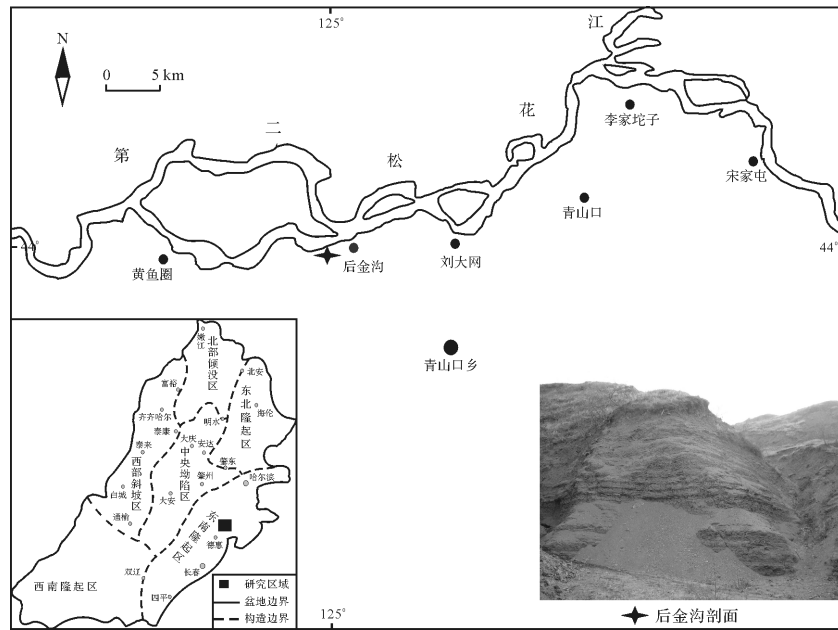 125°
N
0 5 km
第二松花江
李家坨子
宋家屯
青山口
44°
44°
黄鱼圈
后金沟
刘大网
青山口乡
嫩江
北部倾没区
北安
富裕
东北隆起区
齐齐哈尔
海伦
明水
泰康
大庆
安达
泰来
中央坳陷区
肇东
西部斜坡区
肇州
哈尔滨
白城
大安
通榆
东南隆起区
德惠
长春
双辽
西南隆起区
四平
研究区域
盆地边界
构造边界
125°
后金沟剖面